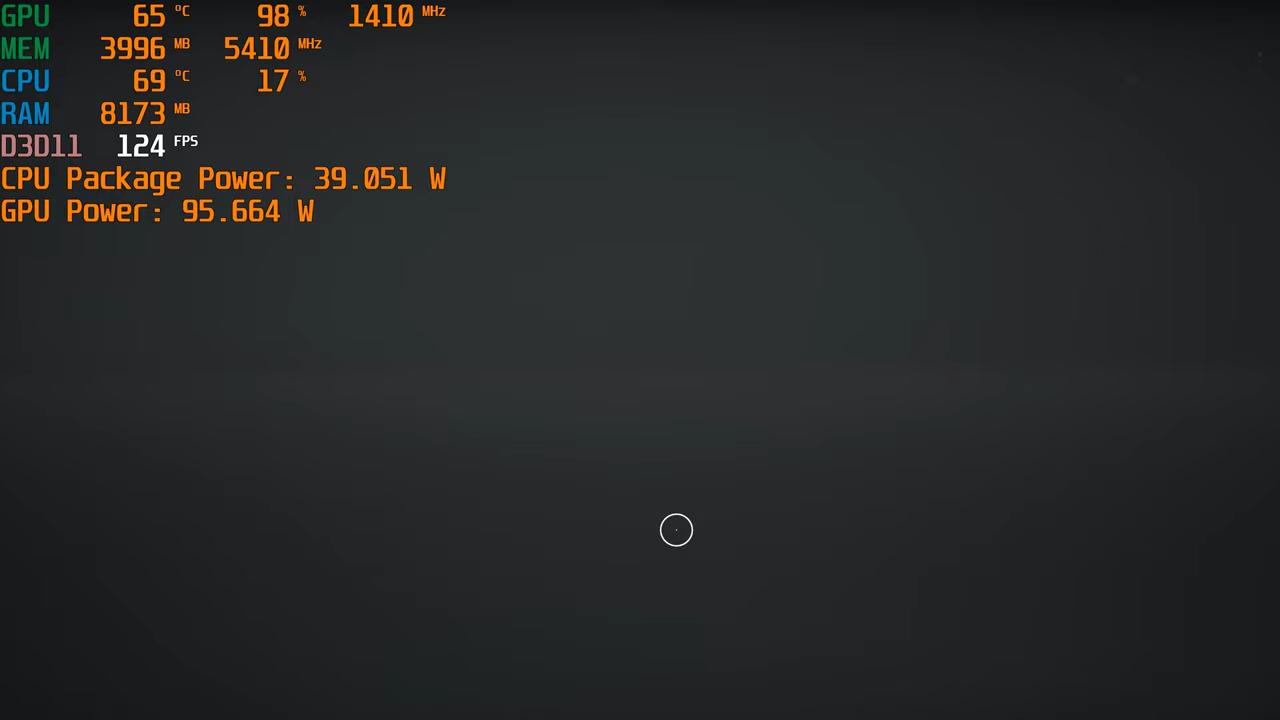 GPU 65 °C 98 % 1410 MHz
MEM 3996 MB 5410 MHz
CPU 69 °C 17 %
RAM 8173 MB
D3D11 124 FPS
CPU Package Power: 39.051 W
GPU Power: 95.664 W